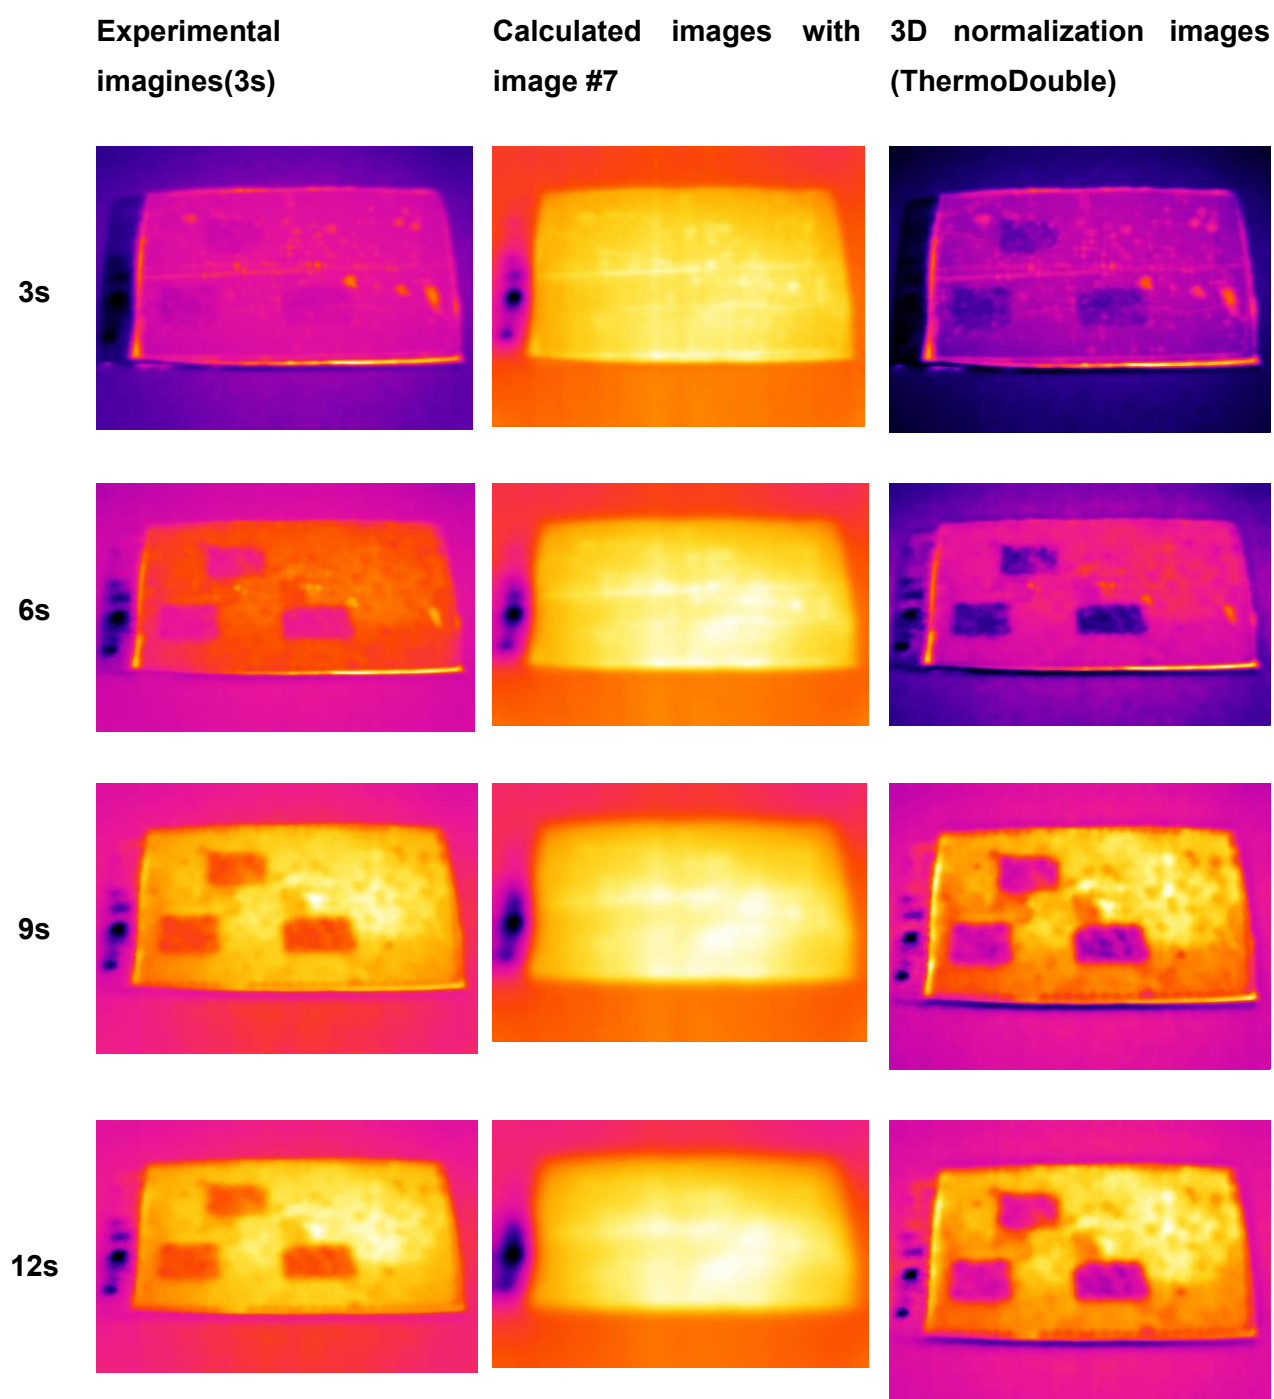 Experimental
imagines(3s)
Calculated images with
image #7
3D normalization images
(ThermoDouble)
3s
6s
9s
12s